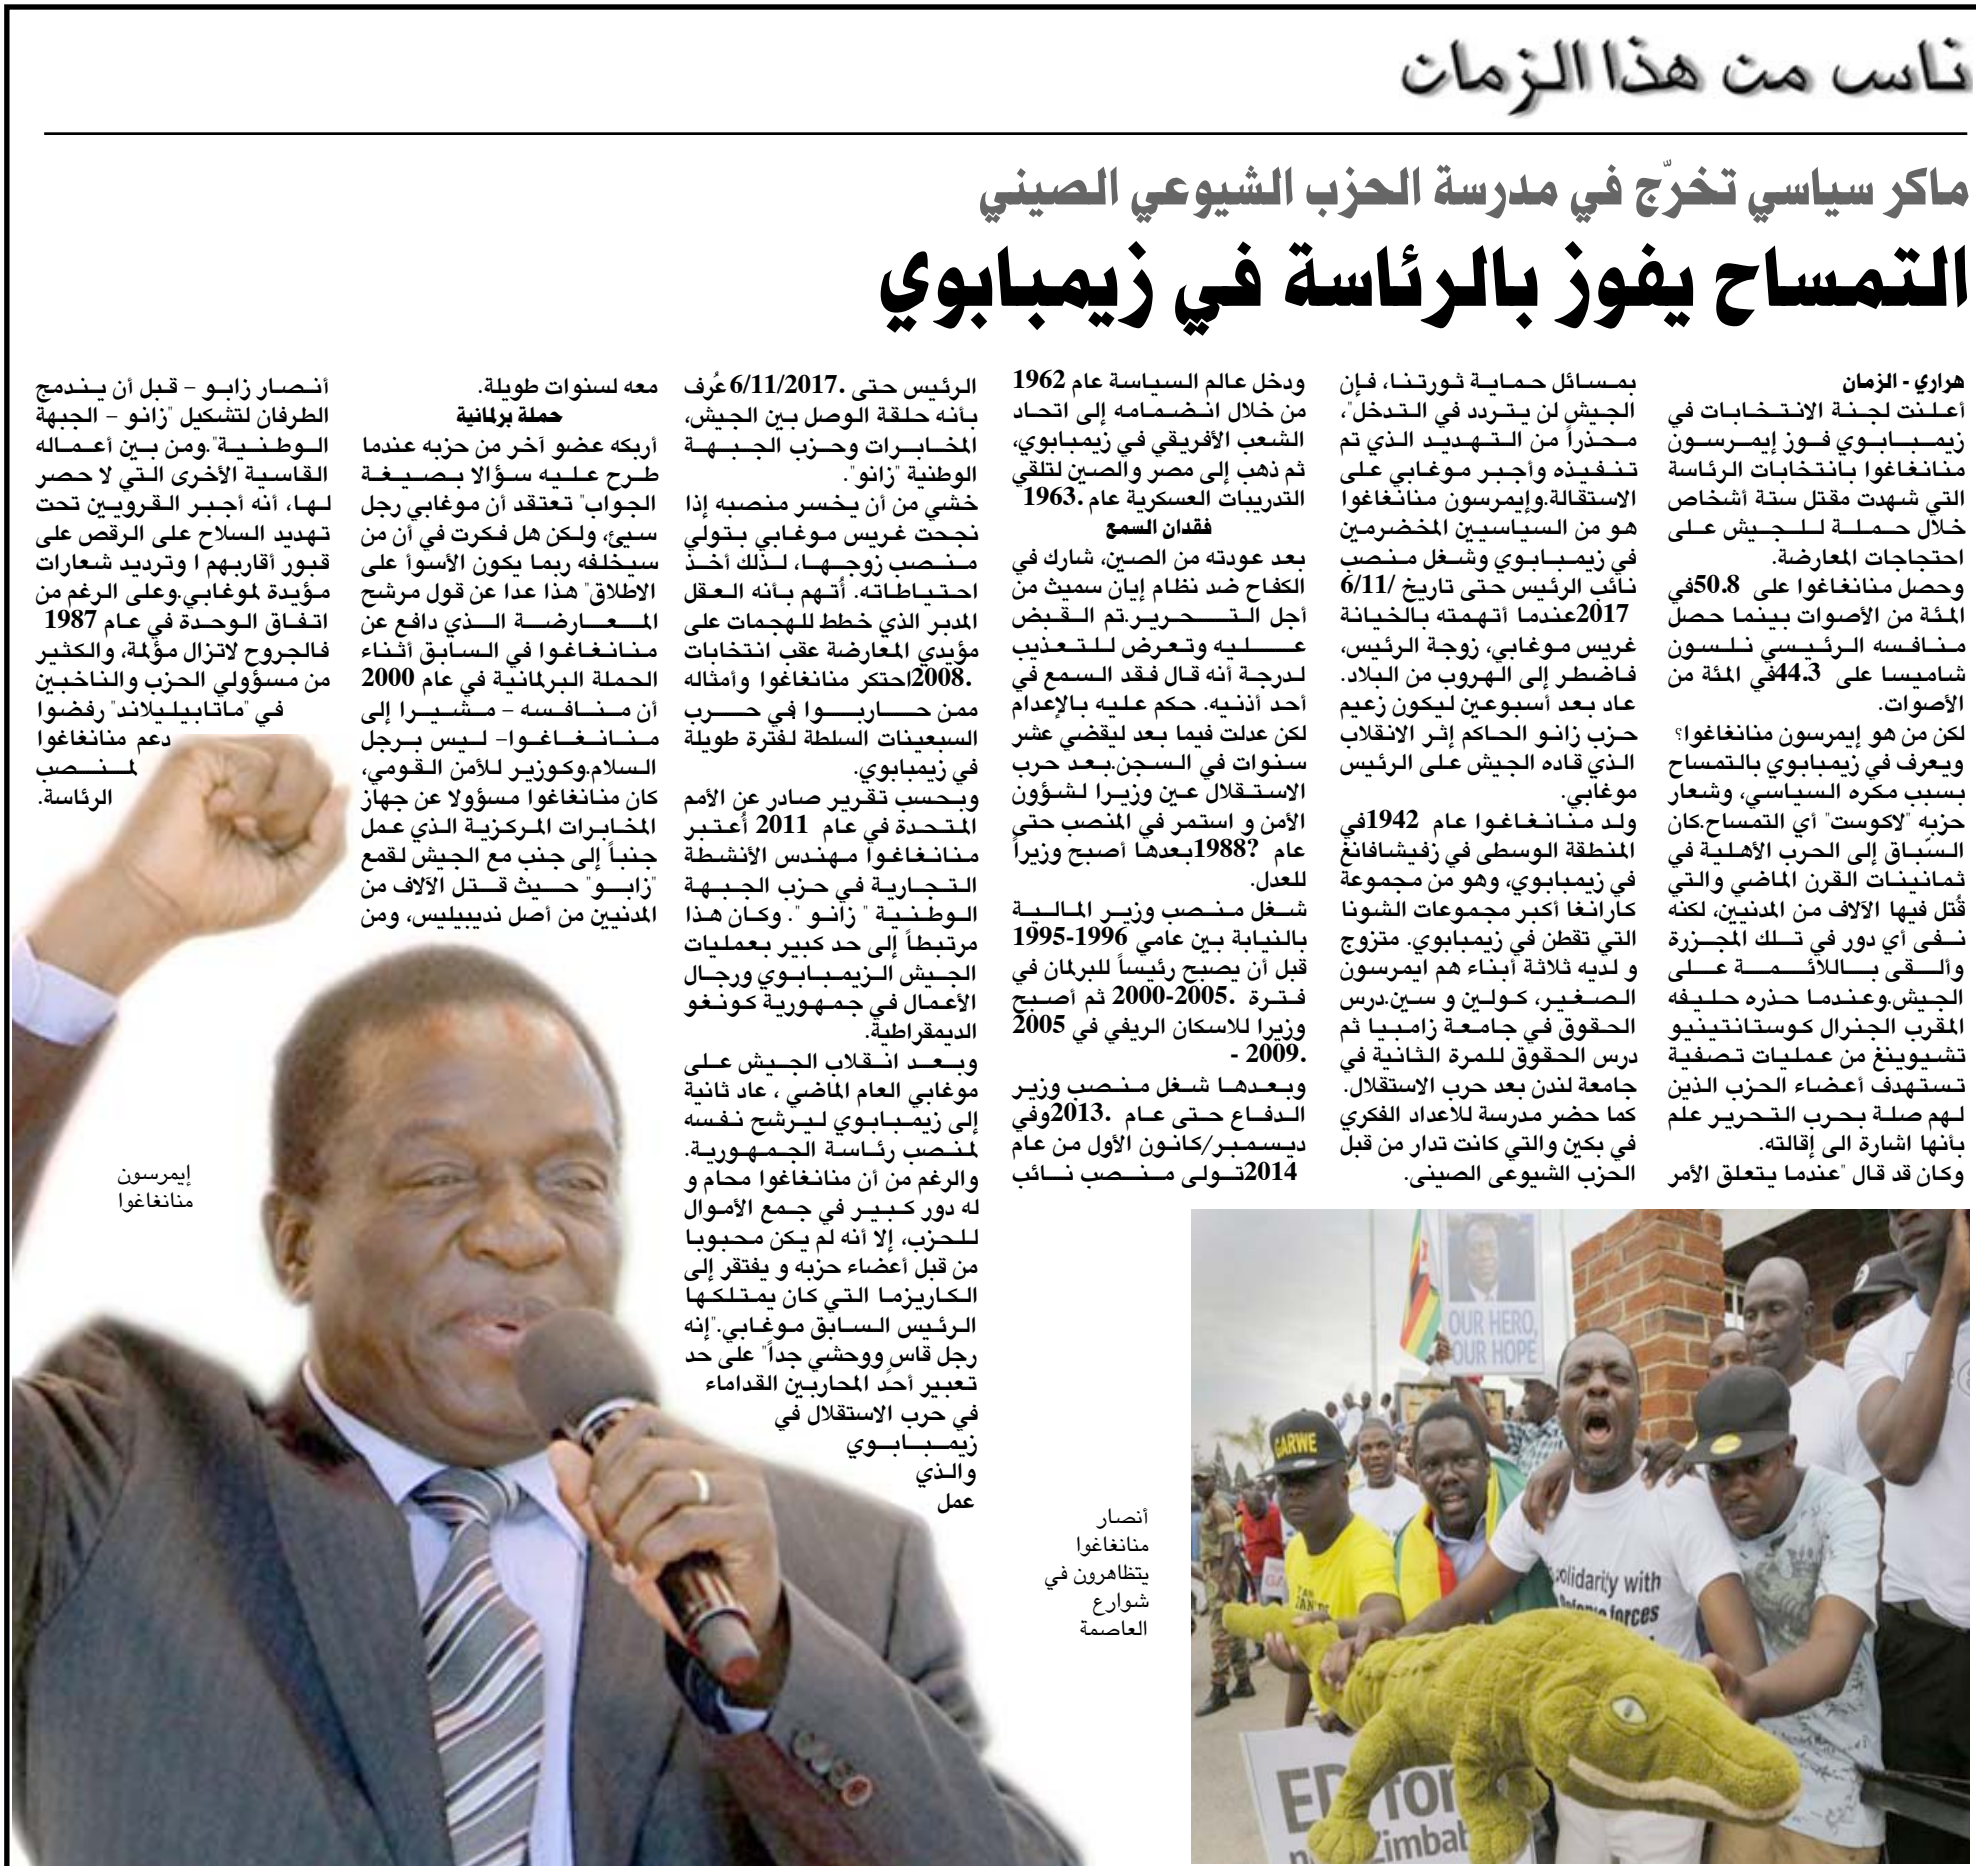 ناس من هذا الزمان
ماكر سياسي تخرّج في مدرسة الحزب الشيوعي الصيني
التمساح يفوز بالرئاسة في زيمبابوي
هراري - الزمان
أعلنت لجنة الانتخابات في
زيمبابوي فوز إيمرسون
منانغاغوا بانتخابات الرئاسة
التي شهدت مقتل ستة أشخاص
خلال حملة للجيش على
احتجاجات المعارضة.
وحصل منانغاغوا على 50.8في
المئة من الأصوات بينما حصل
منافسه الرئيسي نلسون
شاميسا على 44.3في المئة من
الأصوات.
لكن من هو إيمرسون منانغاغوا؟
ويعرف في زيمبابوي بالتمساح
بسبب مكره السياسي، وشعار
حزبه "لاكوست" أي التمساح.كان
السّباق إلى الحرب الأهلية في
ثمانينات القرن الماضي والتي
قُتل فيها الآلاف من المدنيين، لكنه
نفى أي دور في تلك المجزرة
وألقى باللائمة على
الجيش.وعندما حذره حليفه
المقرب الجنرال كوستانتينيو
تشيوينغ من عمليات تصفية
تستهدف أعضاء الحزب الذين
لهم صلة بحرب التحرير علم
بأنها اشارة الى إقالته.
وكان قد قال "عندما يتعلق الأمر
بمسائل حماية ثورتنا، فإن
الجيش لن يتردد في التدخل"،
محذراً من التهديد الذي تم
تنفيذه وأجبر موغابي على
الاستقالة.وإيمرسون منانغاغوا
هو من السياسيين المخضرمين
في زيمبابوي وشغل منصب
نائب الرئيس حتى تاريخ /6/11
2017عندما أتهمته بالخيانة
غريس موغابي، زوجة الرئيس،
فاضطر إلى الهروب من البلاد.
عاد بعد أسبوعين ليكون زعيم
حزب زانو الحاكم إثر الانقلاب
الذي قاده الجيش على الرئيس
موغابي.
ولد منانغاغوا عام 1942في
المنطقة الوسطى في زفيشافانغ
في زيمبابوي، وهو من مجموعة
كارانغا أكبر مجموعات الشونا
التي تقطن في زيمبابوي. متزوج
و لديه ثلاثة أبناء هم ايمرسون
الصغير، كولين و سين.درس
الحقوق في جامعة زامبيا ثم
درس الحقوق للمرة الثانية في
جامعة لندن بعد حرب الاستقلال.
كما حضر مدرسة للاعداد الفكري
في بكين والتي كانت تدار من قبل
الحزب الشيوعي الصيني.
ودخل عالم السياسة عام 1962
من خلال انضمامه إلى اتحاد
الشعب الأفريقي في زيمبابوي،
ثم ذهب إلى مصر والصين لتلقي
التدريبات العسكرية عام .1963
فقدان السمع
بعد عودته من الصين، شارك في
الكفاح ضد نظام إيان سميث من
أجل التحرير.تم القبض
عليه وتعرض للتعذيب
لدرجة أنه قال فقد السمع في
أحد أذنيه. حكم عليه بالإعدام
لكن عدلت فيما بعد ليقضي عشر
سنوات في السجن.بعد حرب
الاستقلال عين وزيرا لشؤون
الأمن و استمر في المنصب حتى
عام ?1988بعدها أصبح وزيراً
للعدل.
شغل منصب وزير المالية
بالنيابة بين عامي 1995-1996
قبل أن يصبح رئيساً للبرلمان في
فترة .2000-2005 ثم أصبح
وزيرا للاسكان الريفي في 2005
- 2009.
وبعدها شغل منصب وزير
الدفاع حتى عام .2013وفي
ديسمبر/كانون الأول من عام
2014تولى منصب نائب
الرئيس حتى .6/11/2017عُرف
بأنه حلقة الوصل بين الجيش،
المخابرات وحزب الجبهة
الوطنية "زانو".
خشي من أن يخسر منصبه إذا
نجحت غريس موغابي بتولي
منصب زوجها، لذلك أخذ
احتياطاته. أُتهم بأنه العقل
المدبر الذي خطط للهجمات على
مؤيدي المعارضة عقب انتخابات
.2008احتكر منانغاغوا وأمثاله
ممن حاربوا في حرب
السبعينات السلطة لفترة طويلة
في زيمبابوي.
وبحسب تقرير صادر عن الأمم
المتحدة في عام 2011 أُعتبر
منانغاغوا مهندس الأنشطة
التجارية في حزب الجبهة
الوطنية " زانو ". وكان هذا
مرتبطاً إلى حد كبير بعمليات
الجيش الزيمبابوي ورجال
الأعمال في جمهورية كونغو
الديمقراطية.
وبعد انقلاب الجيش على
موغابي العام الماضي ، عاد ثانية
إلى زيمبابوي ليرشح نفسه
لمنصب رئاسة الجمهورية.
والرغم من أن منانغاغوا محام و
له دور كبير في جمع الأموال
للحزب، إلا أنه لم يكن محبوبا
من قبل أعضاء حزبه و يفتقر إلى
الكاريزما التي كان يمتلكها
الرئيس السابق موغابي."إنه
رجل قاسٍ ووحشي جداً" على حد
تعبير أحد المحاربين القداماء
في حرب الاستقلال في
زيمبابوي
والذي
عمل
معه لسنوات طويلة.
حملة برلمانية
أربكه عضو آخر من حزبه عندما
طرح عليه سؤالا بصيغة
الجواب" تعتقد أن موغابي رجل
سيئ، ولكن هل فكرت في أن من
سيخلفه ربما يكون الأسوأ على
الاطلاق" هذا عدا عن قول مرشح
المعارضة الذي دافع عن
منانغاغوا في السابق أثناء
الحملة البرلمانية في عام 2000
أن منافسه – مشيرا إلى
منانغاغوا– ليس برجل
السلام.وكوزير للأمن القومي،
كان منانغاغوا مسؤولا عن جهاز
المخابرات المركزية الذي عمل
جنباً إلى جنب مع الجيش لقمع
"زابو" حيث قتل الآلاف من
المدنيين من أصل نديبيليس، ومن
أنصار زابو – قبل أن يندمج
الطرفان لتشكيل "زانو – الجبهة
الوطنية".ومن بين أعماله
القاسية الأخرى التي لا حصر
لها، أنه أجبر القرويين تحت
تهديد السلاح على الرقص على
قبور أقاربهم ا وترديد شعارات
مؤيدة لموغابي.وعلى الرغم من
اتفاق الوحدة في عام 1987
فالجروح لاتزال مؤلمة، والكثير
من مسؤولي الحزب والناخبين
في "ماتابيليلاند" رفضوا
دعم منانغاغوا
لمنصب
الرئاسة.
إيمرسون
منانغاغوا
أنصار
منانغاغوا
يتظاهرون في
شوارع
العاصمة
OUR HERO,
OUR HOPE
GARWE
solidarity with
Defence forces
ED for
Zimbab